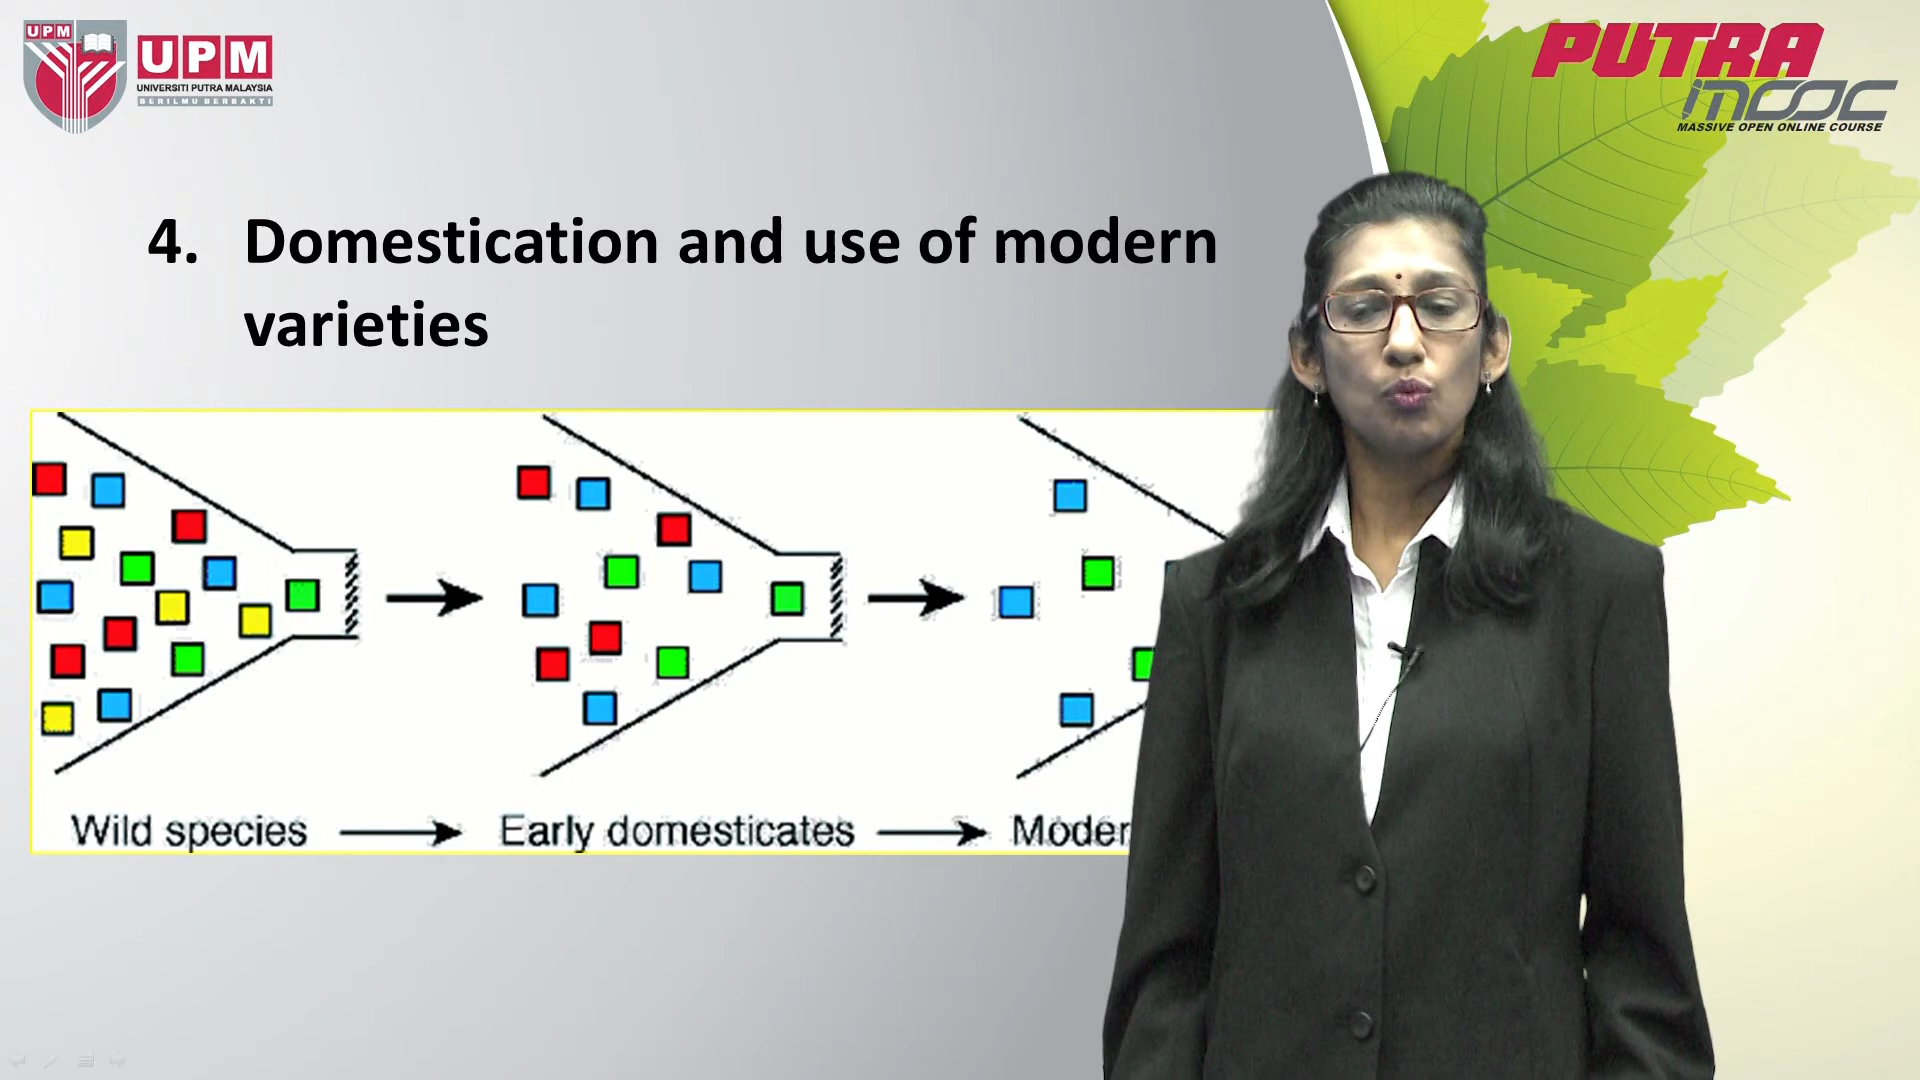 UPM
UPM
UNIVERSITI PUTRA MALAYSIA
BERILMU BERBAKTI
PUTRA
mooc
MASSIVE OPEN ONLINE COURSE
4. Domestication and use of modern
varieties
Wild species
Early domesticates
Moder